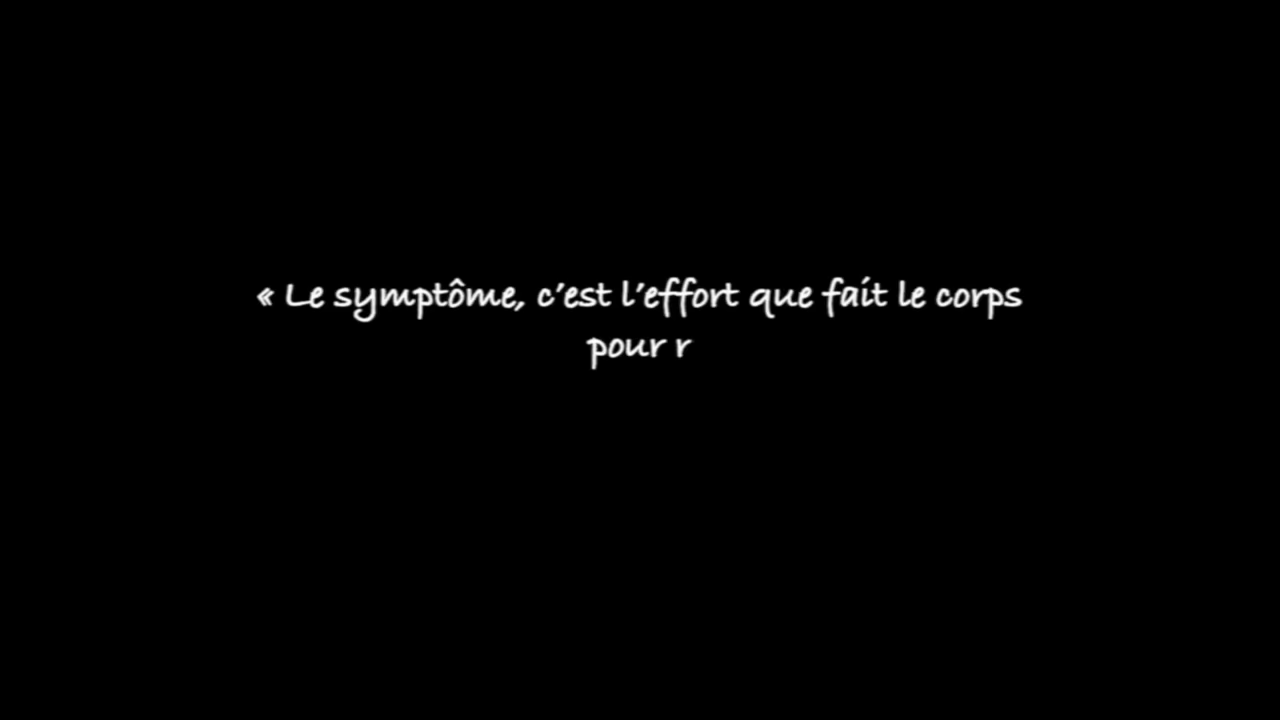 « Le symptôme, c’est l’effort que fait le corps
pour r